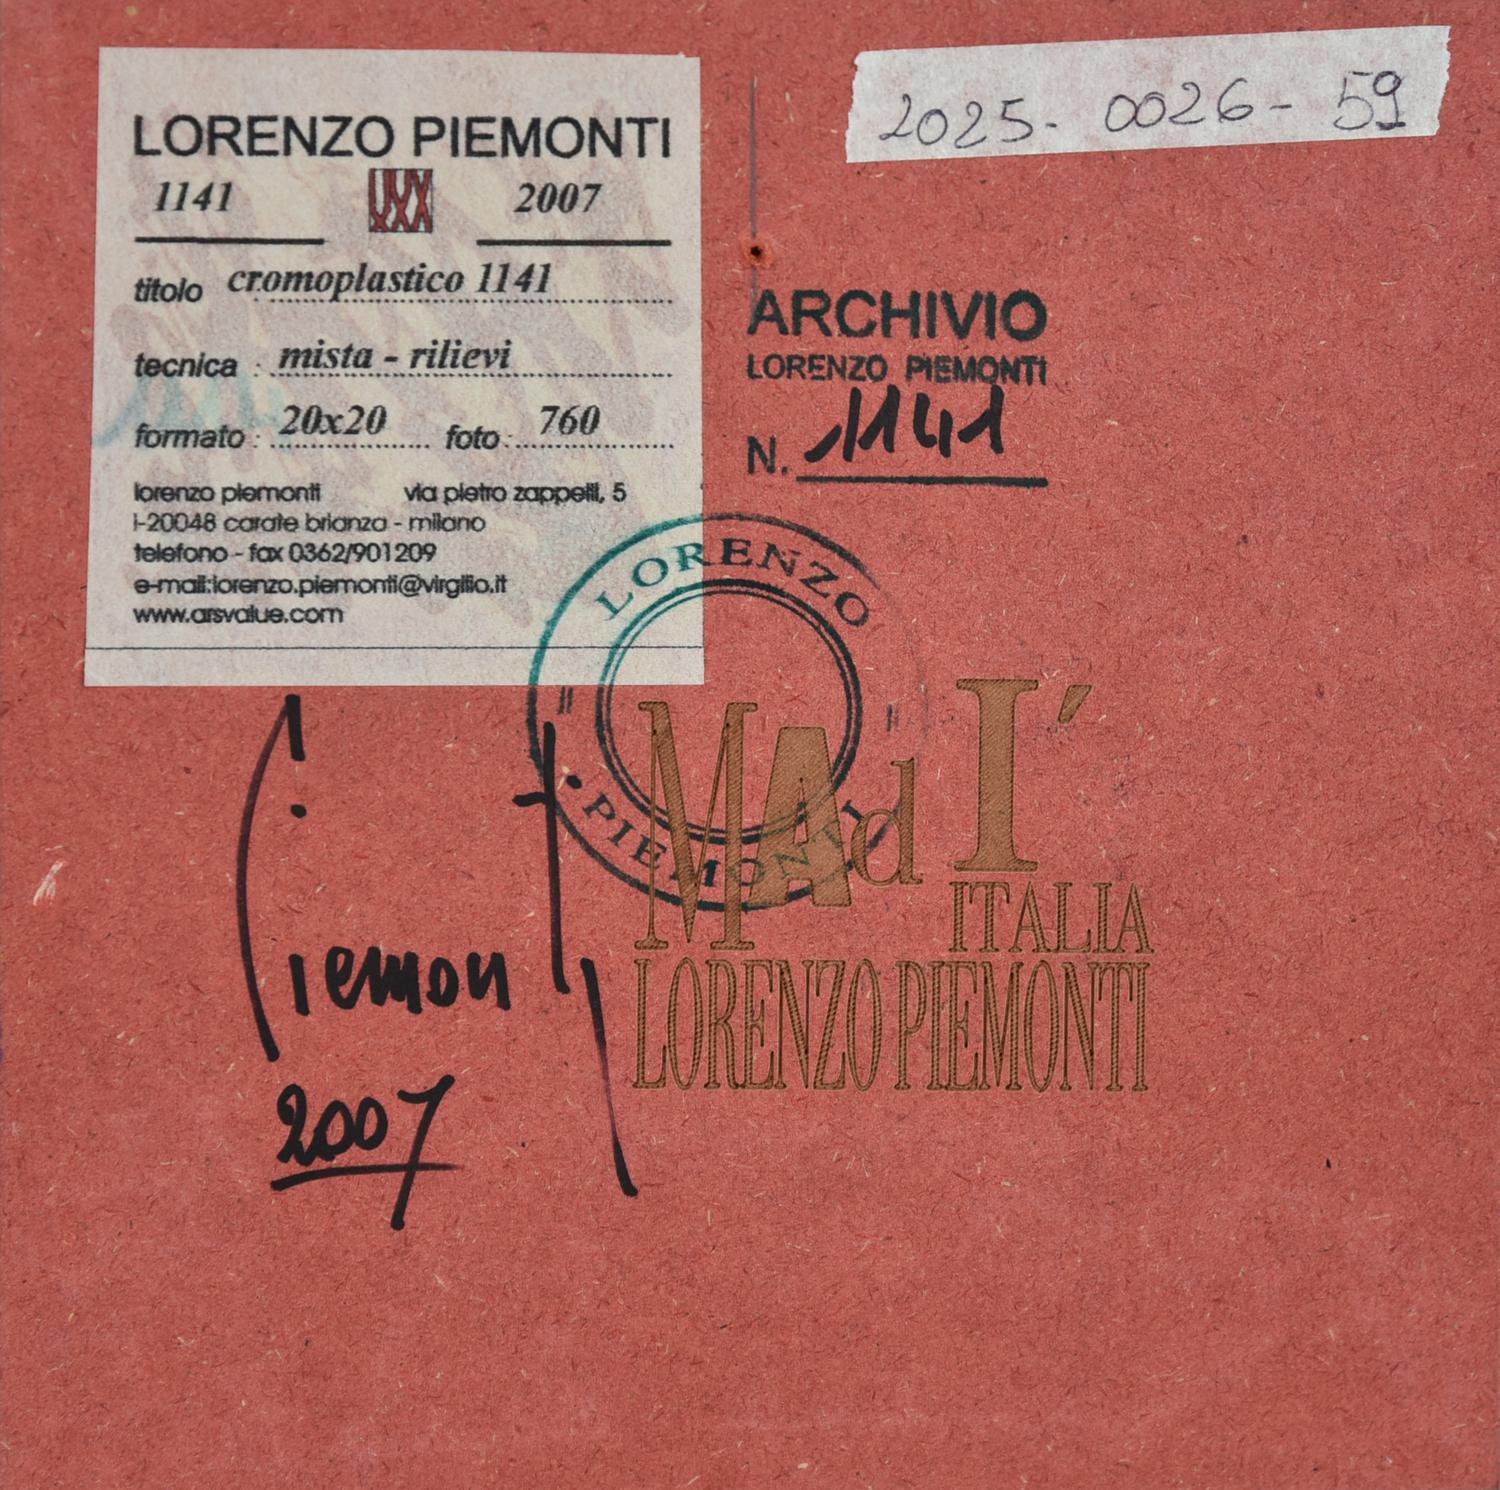 LORENZO PIEMONTI
1141 2007
titolo cromoplastico 1141
tecnica : mista - rilievi
formato : 20x20 foto : 760
lorenzo piemonti via pietro zappelli, 5
I-20048 carate brianza - milano
telefono - fax 0362/901209
e-mail:lorenzo.piemonti@virgilio.it
www.arsvalue.com
2025- 0026- 59
ARCHIVIO
LORENZO PIEMONTI
N. 1141
LORENZO
PIEMONTI
MAdI'
ITALIA
LORENZO PIEMONTI
Piemonti
2007